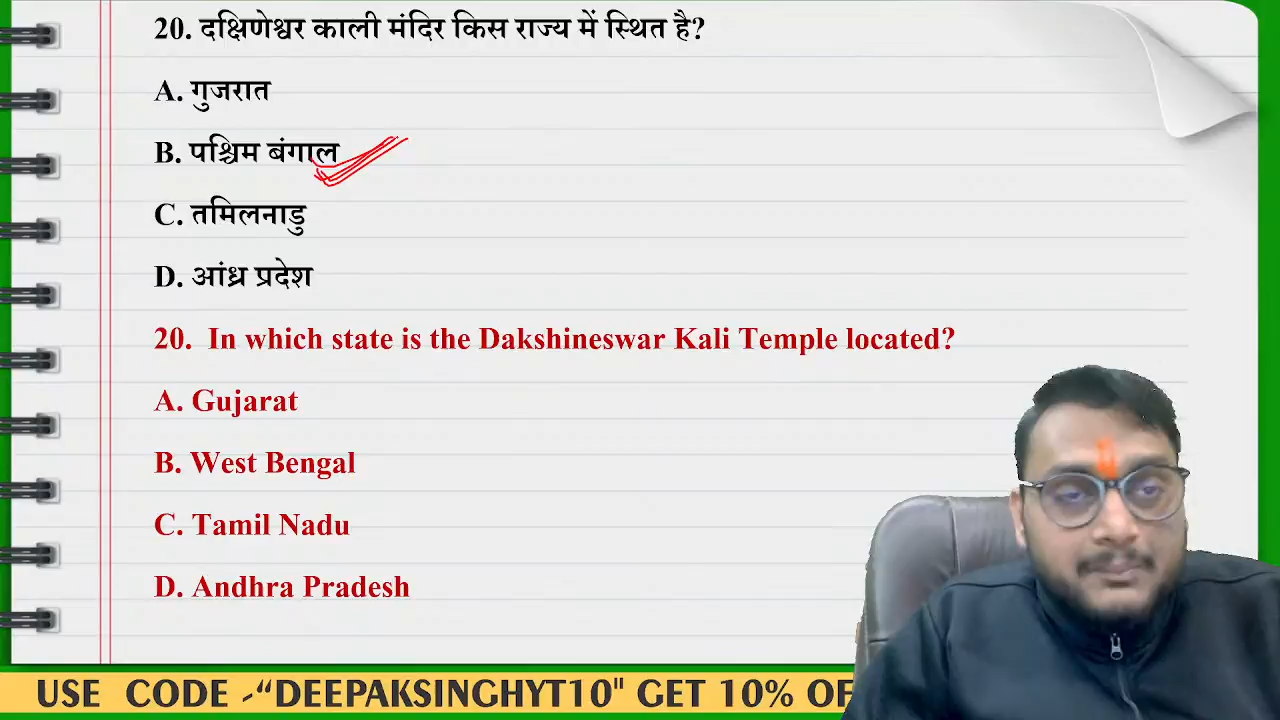 20. दक्षिणेश्वर काली मंदिर किस राज्य में स्थित है?
A. गुजरात
B. पश्चिम बंगाल
C. तमिलनाडु
D. आंध्र प्रदेश
20. In which state is the Dakshineswar Kali Temple located?
A. Gujarat
B. West Bengal
C. Tamil Nadu
D. Andhra Pradesh
USE CODE -“DEEPAKSINGHYT10" GET 10% OF